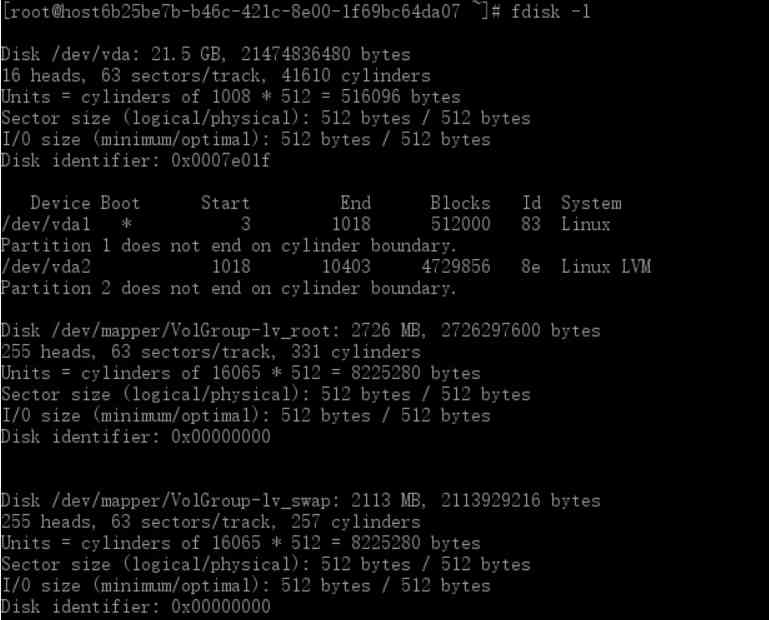 [root@host6b25be7b-b46c-421c-8e00-1f69bc64da07 ~]# fdisk -l
Disk /dev/vda: 21.5 GB, 21474836480 bytes
16 heads, 63 sectors/track, 41610 cylinders
Units = cylinders of 1008 * 512 = 516096 bytes
Sector size (logical/physical): 512 bytes / 512 bytes
I/O size (minimum/optimal): 512 bytes / 512 bytes
Disk identifier: 0x0007e01f
Device Boot Start End Blocks Id System
/dev/vda1 * 3 1018 512000 83 Linux
Partition 1 does not end on cylinder boundary.
/dev/vda2 1018 10403 4729856 8e Linux LVM
Partition 2 does not end on cylinder boundary.
Disk /dev/mapper/VolGroup-lv_root: 2726 MB, 2726297600 bytes
255 heads, 63 sectors/track, 331 cylinders
Units = cylinders of 16065 * 512 = 8225280 bytes
Sector size (logical/physical): 512 bytes / 512 bytes
I/O size (minimum/optimal): 512 bytes / 512 bytes
Disk identifier: 0x00000000
Disk /dev/mapper/VolGroup-lv_swap: 2113 MB, 2113929216 bytes
255 heads, 63 sectors/track, 257 cylinders
Units = cylinders of 16065 * 512 = 8225280 bytes
Sector size (logical/physical): 512 bytes / 512 bytes
I/O size (minimum/optimal): 512 bytes / 512 bytes
Disk identifier: 0x00000000